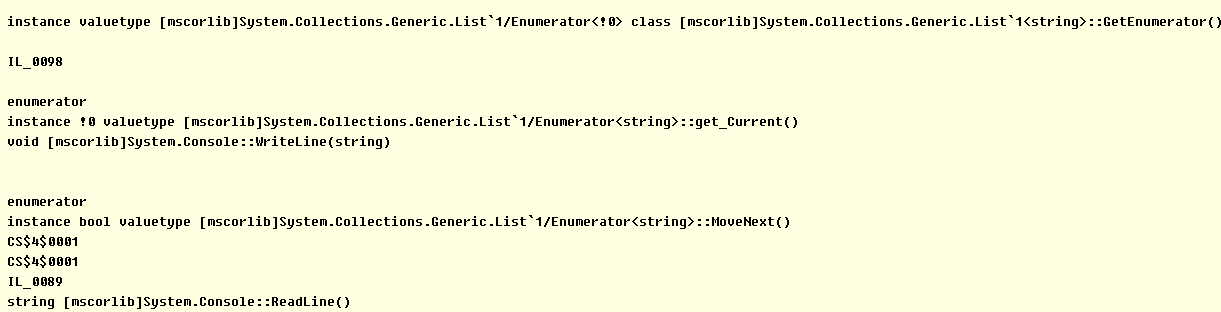 instance valuetype [mscorlib]System.Collections.Generic.List`1/Enumerator<!0> class [mscorlib]System.Collections.Generic.List`1<string>::GetEnumerator()
IL_0098
enumerator
instance !0 valuetype [mscorlib]System.Collections.Generic.List`1/Enumerator<string>::get_Current()
void [mscorlib]System.Console::WriteLine(string)
enumerator
instance bool valuetype [mscorlib]System.Collections.Generic.List`1/Enumerator<string>::MoveNext()
CS$4$0001
CS$4$0001
IL_0089
string [mscorlib]System.Console::ReadLine()